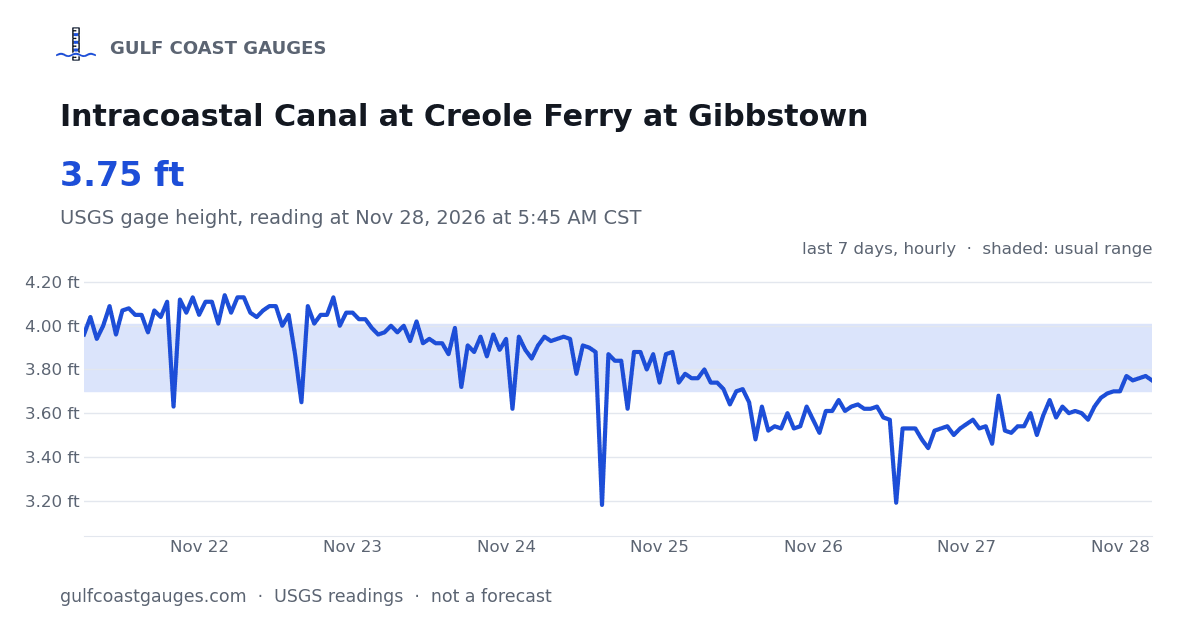 GULF COAST GAUGES
Intracoastal Canal at Creole Ferry at Gibbstown
3.75 ft
USGS gage height, reading at Nov 28, 2026 at 5:45 AM CST
last 7 days, hourly · shaded: usual range
4.20 ft
4.00 ft
3.80 ft
3.60 ft
3.40 ft
3.20 ft
Nov 22 Nov 23 Nov 24 Nov 25 Nov 26 Nov 27 Nov 28
gulfcoastgauges.com · USGS readings · not a forecast